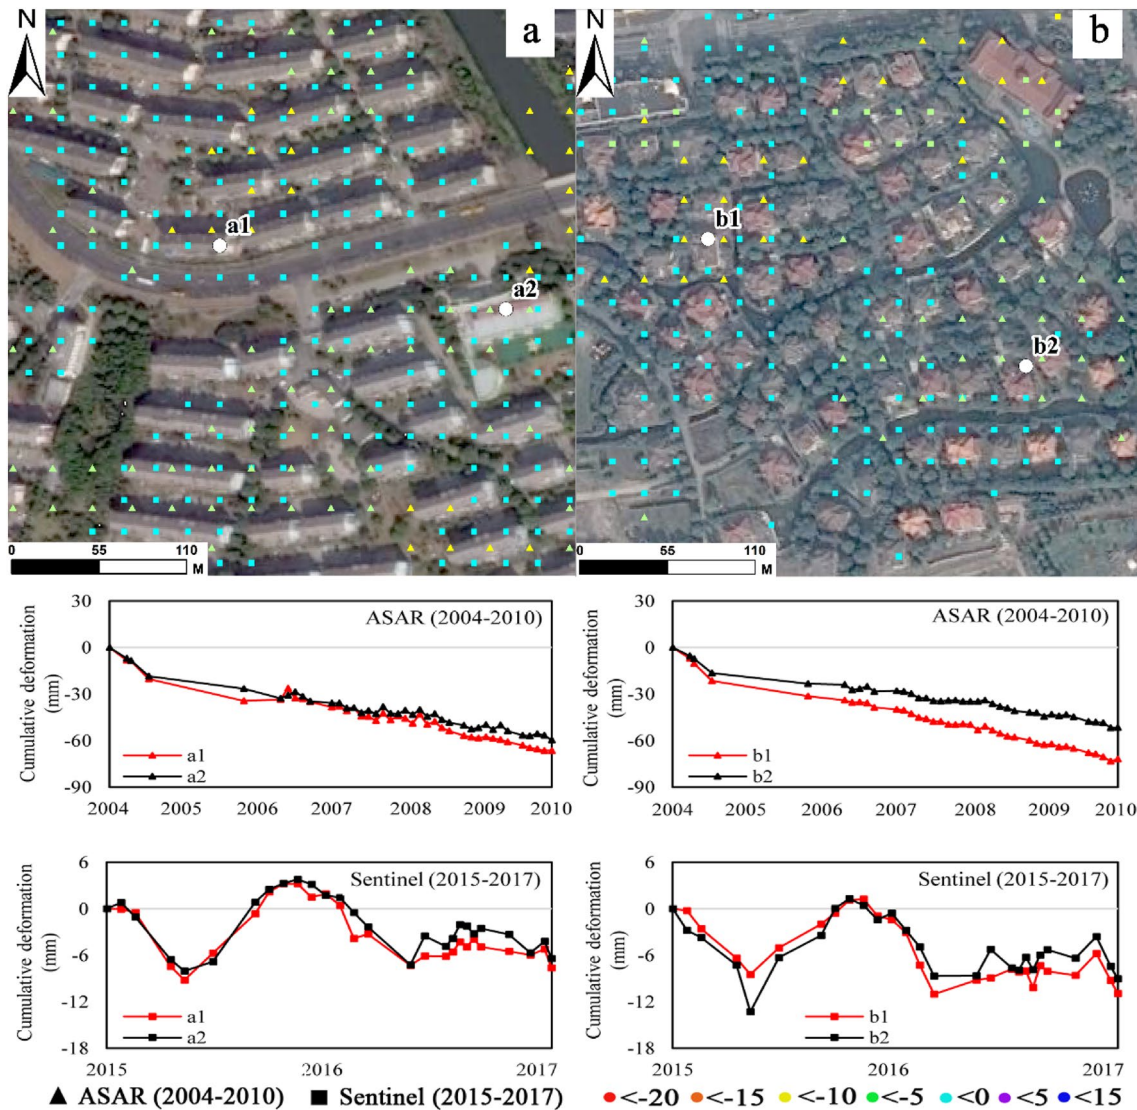 N
a
a1
a2
0 55 110
M
N
b
b1
b2
0 55 110
M
ASAR (2004-2010)
Cumulative deformation
(mm)
30
0
-30
-60
-90
a1
a2
2004 2005 2006 2007 2008 2009 2010
ASAR (2004-2010)
Cumulative deformation
(mm)
30
0
-30
-60
-90
b1
b2
2004 2005 2006 2007 2008 2009 2010
Sentinel (2015-2017)
Cumulative deformation
(mm)
6
0
-6
-12
-18
a1
a2
2015 2016 2017
Sentinel (2015-2017)
Cumulative deformation
(mm)
6
0
-6
-12
-18
b1
b2
2015 2016 2017
ASAR (2004-2010) Sentinel (2015-2017) <-20 <-15 <-10 <-5 <0 <5 <15